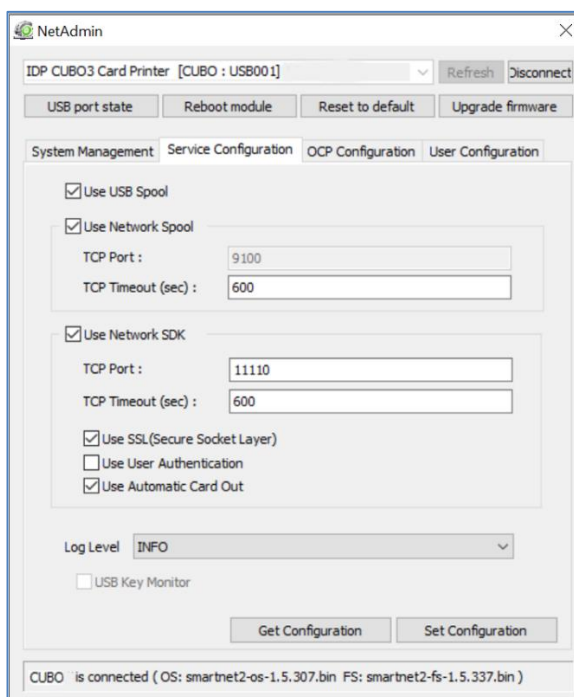 NetAdmin
IDP CUBO3 Card Printer [CUBO : USB001] Refresh Disconnect
USB port state Reboot module Reset to default Upgrade firmware
System Management Service Configuration OCP Configuration User Configuration
Use USB Spool
Use Network Spool
TCP Port : 9100
TCP Timeout (sec) : 600
Use Network SDK
TCP Port : 11110
TCP Timeout (sec) : 600
Use SSL(Secure Socket Layer)
Use User Authentication
Use Automatic Card Out
Log Level INFO
USB Key Monitor
Get Configuration Set Configuration
CUBO is connected ( OS: smartnet2-os-1.5.307.bin FS: smartnet2-fs-1.5.337.bin )